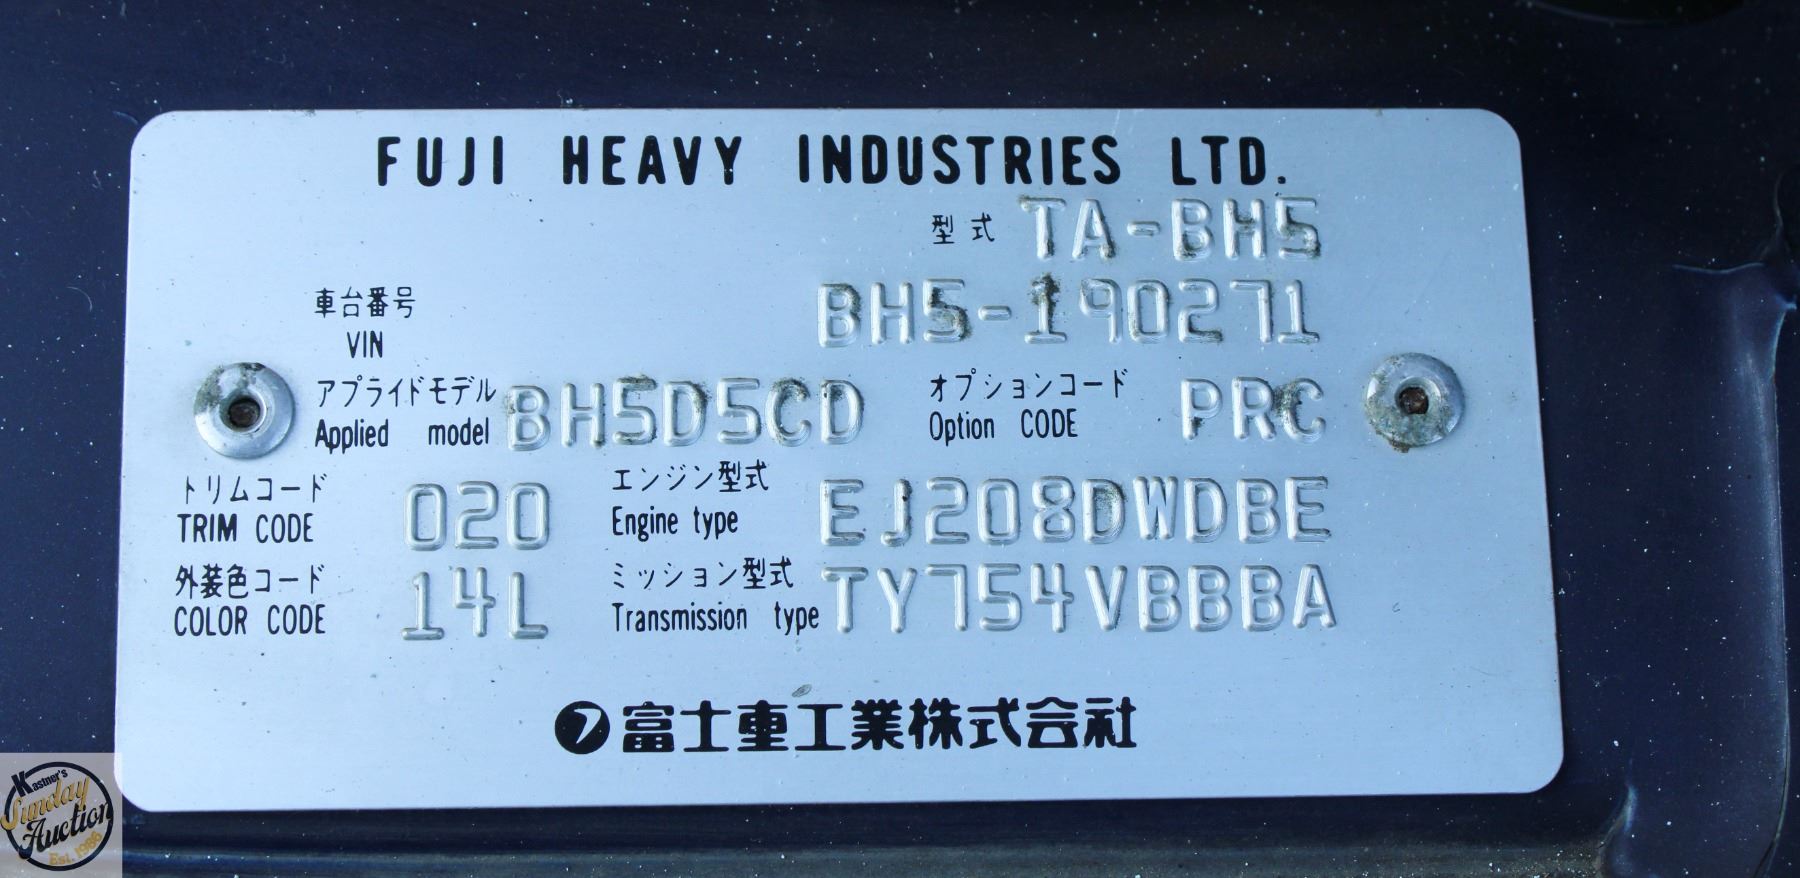 FUJI HEAVY INDUSTRIES LTD.
型式 TA-BH5
車台番号 BH5-190271
VIN
アプライドモデル BH5D5CD オプションコード PRC
Applied model Option CODE
トリムコード 020 エンジン型式 EJ208DWDBE
TRIM CODE Engine type
外装色コード 14L ミッション型式 TY754VBBBA
COLOR CODE Transmission type
富士重工業株式会社
Kastner's
Sunday
Auction
Est. 1986